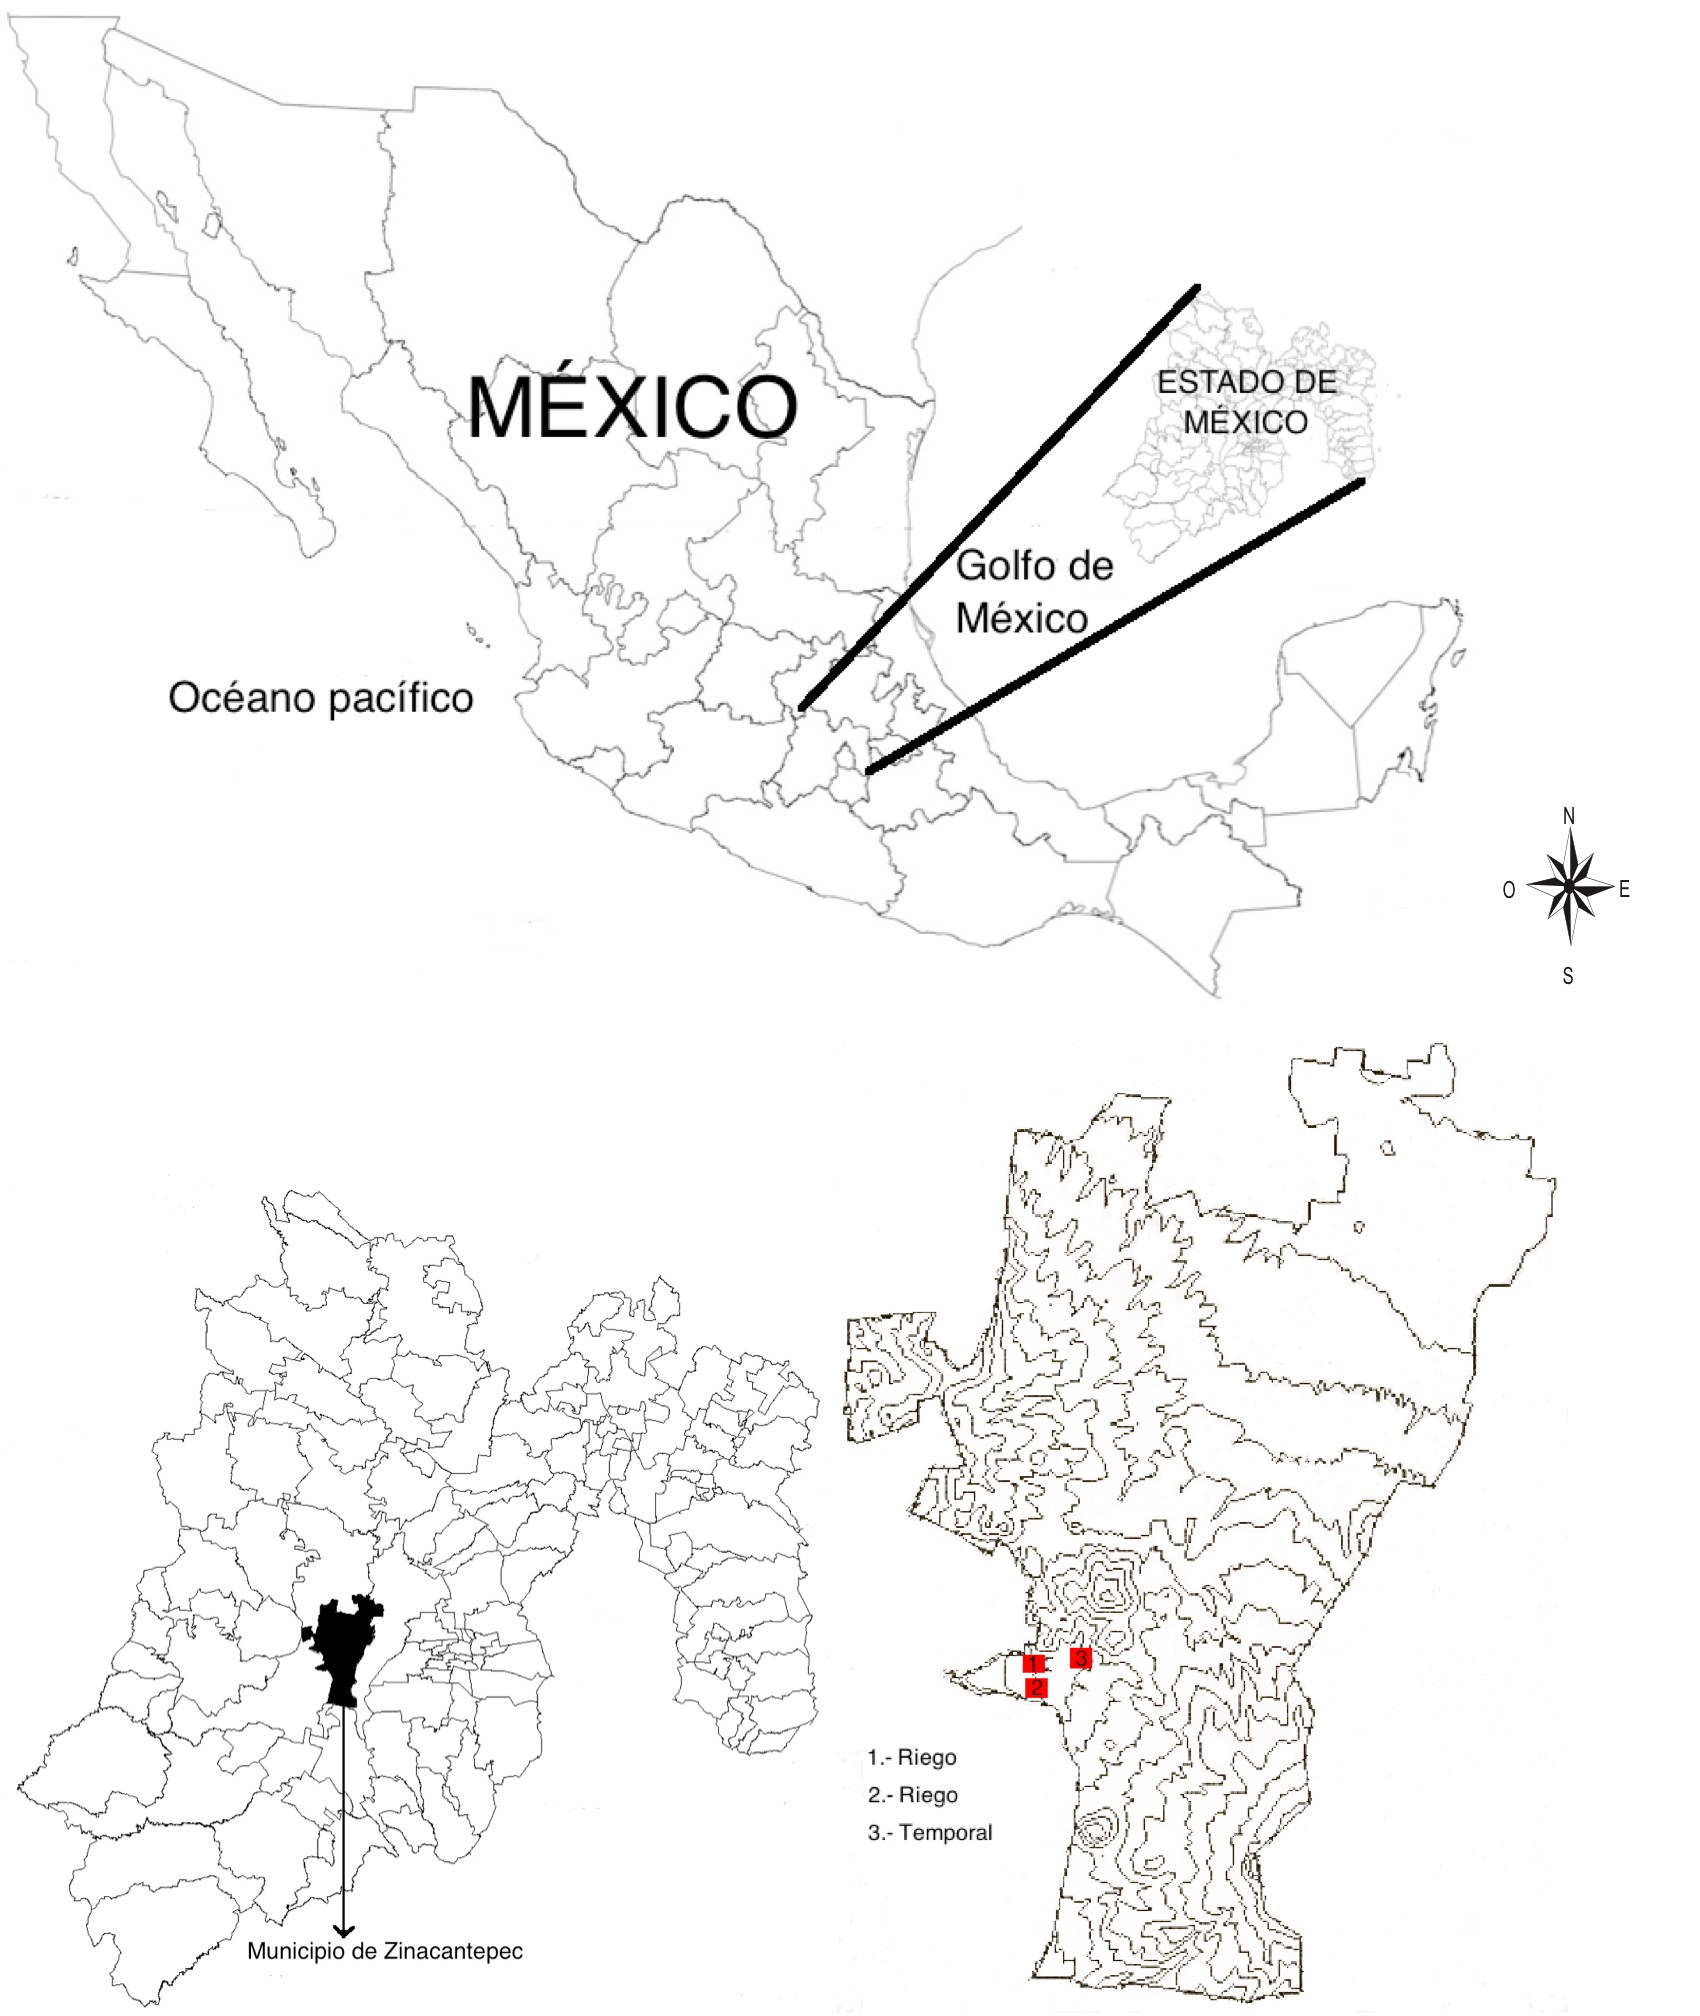 MÉXICO
ESTADO DE
MÉXICO
Golfo de
México
Océano pacífico
N
O
E
S
1
3
2
1.- Riego
2.- Riego
3.- Temporal
Municipio de Zinacantepec